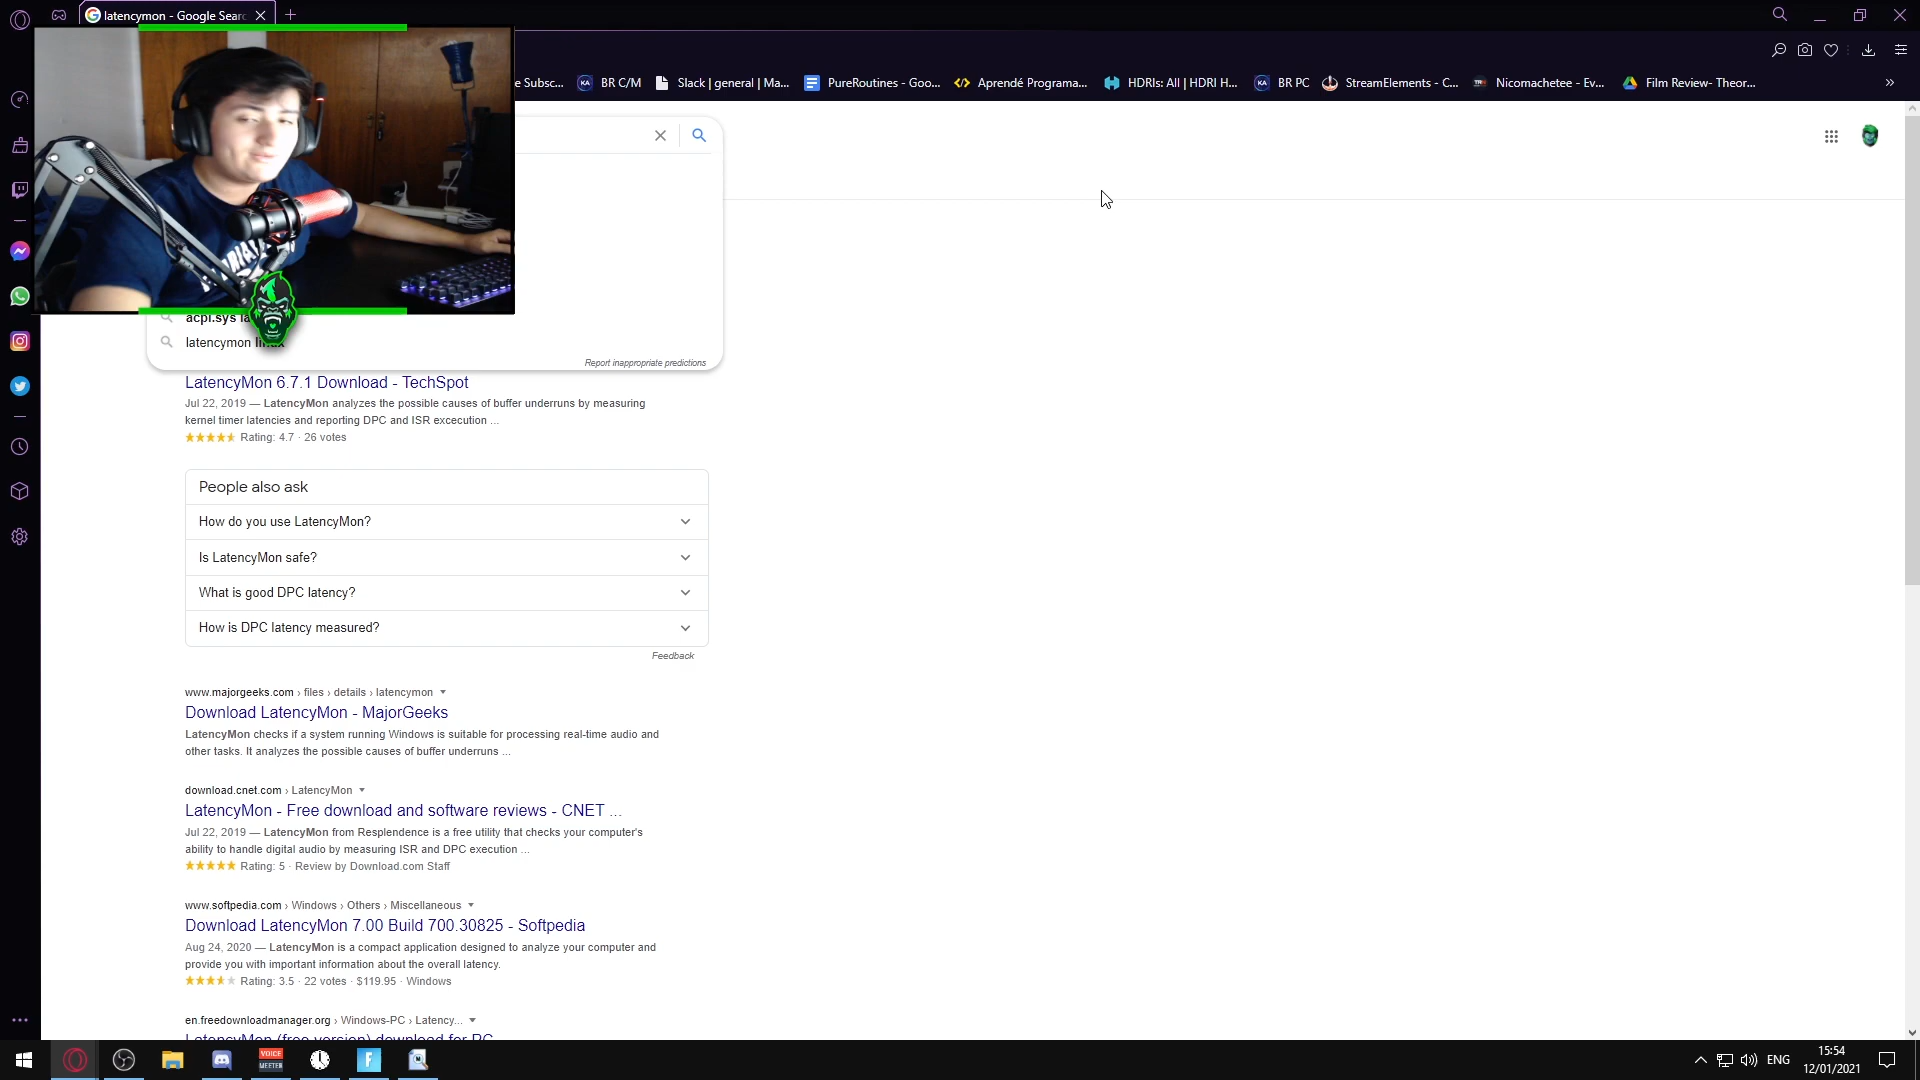 latencymon - Google Sear
e Subsc... BR C/M Slack | general | Ma... PureRoutines - Goo... Aprendé Programa... HDRIs: All | HDRI H... BR PC StreamElements - C... Nicomachetee - Ev... Film Review- Theor... »
acpi.sys la
latencymon linux
Report inappropriate predictions
LatencyMon 6.7.1 Download - TechSpot
Jul 22, 2019 — LatencyMon analyzes the possible causes of buffer underruns by measuring
kernel timer latencies and reporting DPC and ISR excecution ...
Rating: 4.7 · 26 votes
People also ask
How do you use LatencyMon?
Is LatencyMon safe?
What is good DPC latency?
How is DPC latency measured?
Feedback
www.majorgeeks.com › files › details › latencymon
Download LatencyMon - MajorGeeks
LatencyMon checks if a system running Windows is suitable for processing real-time audio and
other tasks. It analyzes the possible causes of buffer underruns ...
download.cnet.com › LatencyMon
LatencyMon - Free download and software reviews - CNET ...
Jul 22, 2019 — LatencyMon from Resplendence is a free utility that checks your computer's
ability to handle digital audio by measuring ISR and DPC execution ...
Rating: 5 · Review by Download.com Staff
www.softpedia.com › Windows › Others › Miscellaneous
Download LatencyMon 7.00 Build 700.30825 - Softpedia
Aug 24, 2020 — LatencyMon is a compact application designed to analyze your computer and
provide you with important information about the overall latency.
Rating: 3.5 · 22 votes · $119.95 · Windows
en.freedownloadmanager.org › Windows-PC › Latency...
LatencyMon (free version) download for PC
VOICE
MEETER
ENG
15:54
12/01/2021